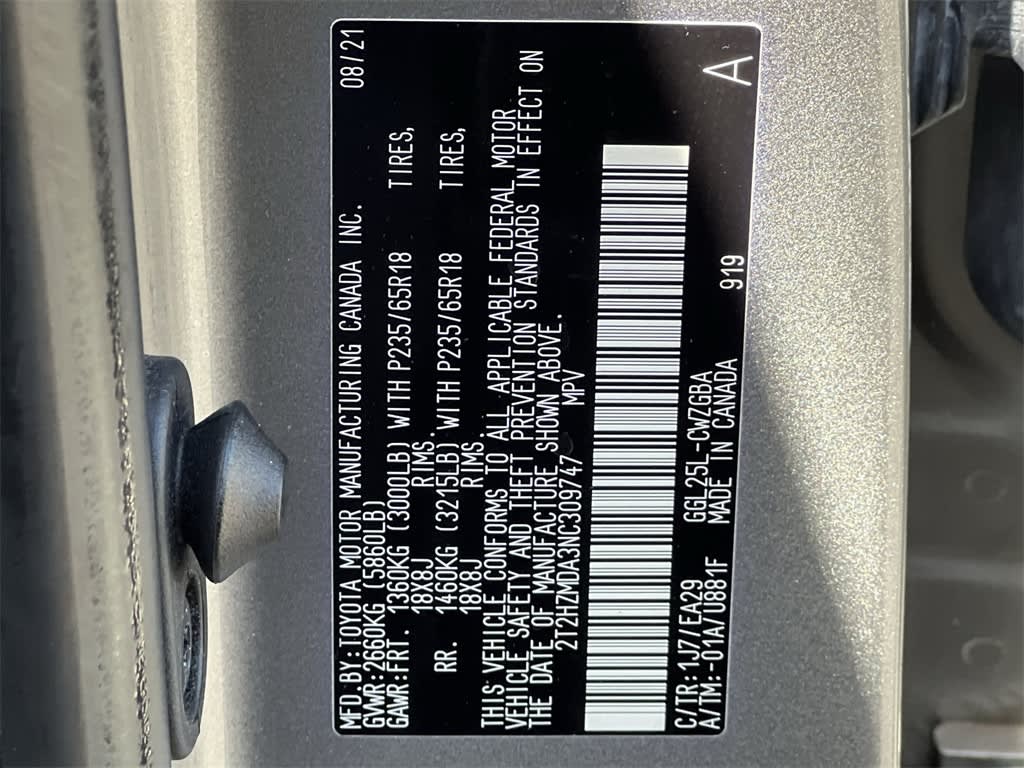 MFD.BY:TOYOTA MOTOR MANUFACTURING CANADA INC. 08/21
GVWR:2660KG (5860LB)
GAWR:FRT. 1360KG (3000LB) WITH P235/65R18 TIRES,
18X8J RIMS.
RR. 1460KG (3215LB) WITH P235/65R18 TIRES,
18X8J RIMS.
THIS VEHICLE CONFORMS TO ALL APPLICABLE FEDERAL MOTOR
VEHICLE SAFETY AND THEFT PREVENTION STANDARDS IN EFFECT ON
THE DATE OF MANUFACTURE SHOWN ABOVE.
2T2HZMDA3NC309747 MPV
C/TR:1J7/EA29 GGL25L-CWZGBA
A/TM:-01A/U881F MADE IN CANADA 919
A